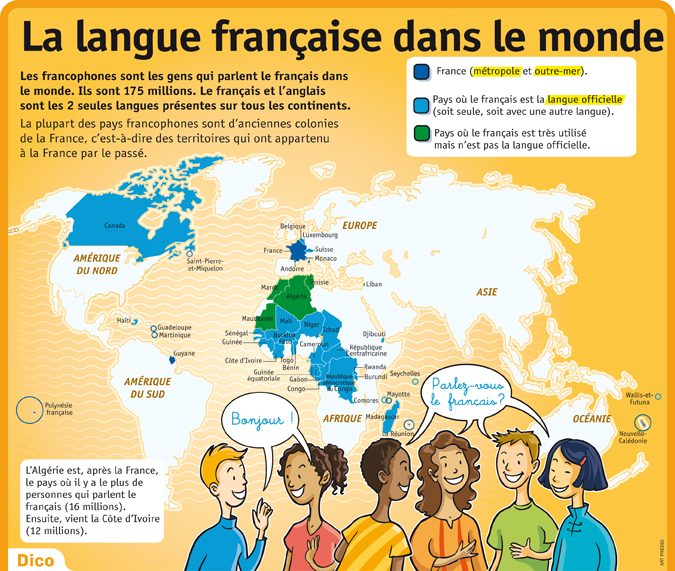 La langue française dans le monde
Les francophones sont les gens qui parlent le français dans
le monde. Ils sont 175 millions. Le français et l’anglais
sont les 2 seules langues présentes sur tous les continents.
La plupart des pays francophones sont d’anciennes colonies
de la France, c’est-à-dire des territoires qui ont appartenu
à la France par le passé.
France (métropole et outre-mer).
Pays où le français est la langue officielle
(soit seule, soit avec une autre langue).
Pays où le français est très utilisé
mais n’est pas la langue officielle.
Canada
AMÉRIQUE
DU NORD
Saint-Pierre-
et-Miquelon
Belgique
Luxembourg
EUROPE
France
Suisse
Monaco
Andorre
Maroc
Tunisie
Algérie
Liban
ASIE
Haïti
Guadeloupe
Martinique
Guyane
Mauritanie
Mali
Niger
Tchad
Sénégal
Guinée
Burkina
Faso
Djibouti
Cameroun
République
Centrafricaine
Côte d’Ivoire
Togo
Bénin
Rwanda
Burundi
Guinée
équatoriale
Gabon
Congo
République
démocratique
du Congo
Seychelles
Comores
Mayotte
Madagascar
La Réunion
AMÉRIQUE
DU SUD
AFRIQUE
OCÉANIE
Polynésie
française
Wallis-et-
Futuna
Nouvelle-
Calédonie
Bonjour !
Parlez-vous
le français?
L’Algérie est, après la France,
le pays où il y a le plus de
personnes qui parlent le
français (16 millions).
Ensuite, vient la Côte d’Ivoire
(12 millions).
Dico
ART PRESSE